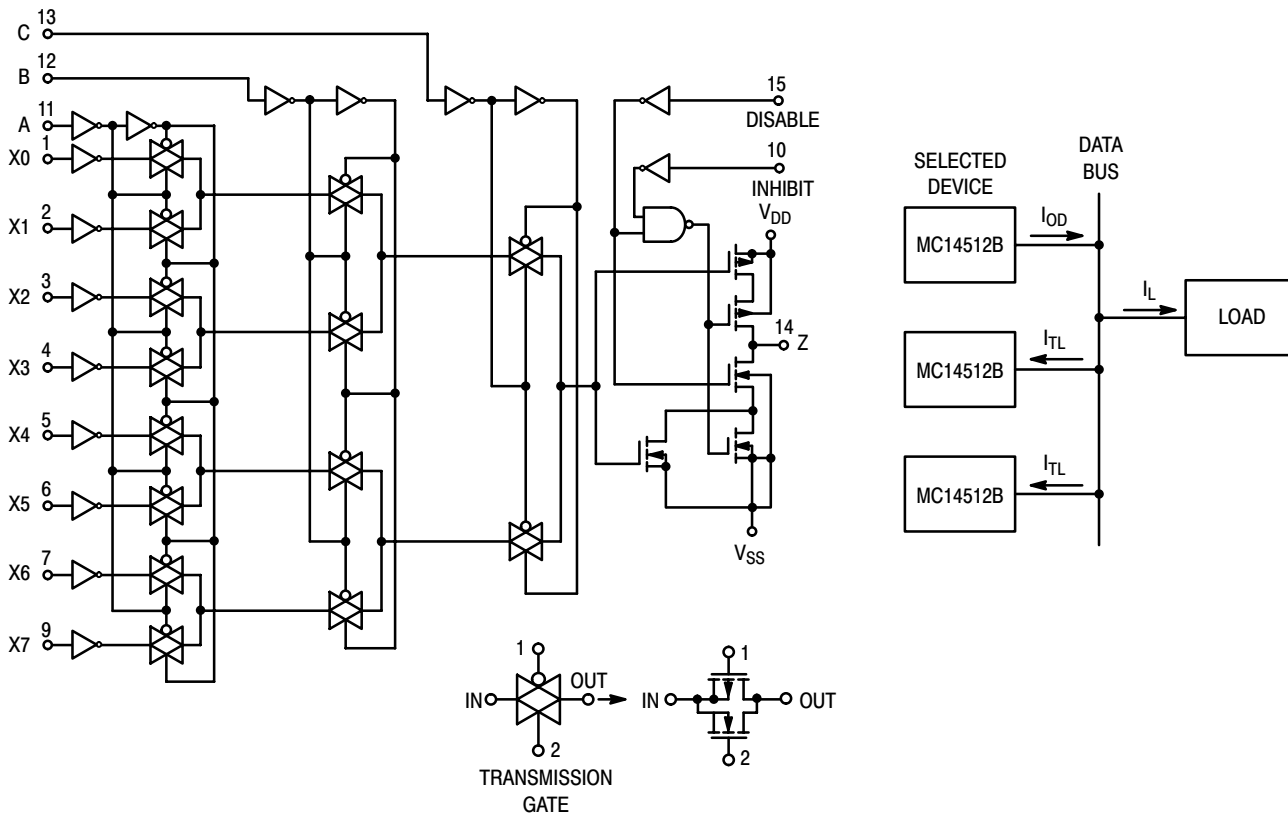 C 13
B 12
A 11
X0 1
X1 2
X2 3
X3 4
X4 5
X5 6
X6 7
X7 9
15
DISABLE
10
INHIBIT
VDD
14 Z
VSS
SELECTED
DEVICE
DATA
BUS
MC14512B
IOD
IL
LOAD
MC14512B
ITL
MC14512B
ITL
1
IN
OUT
2
TRANSMISSION
GATE
1
IN
OUT
2